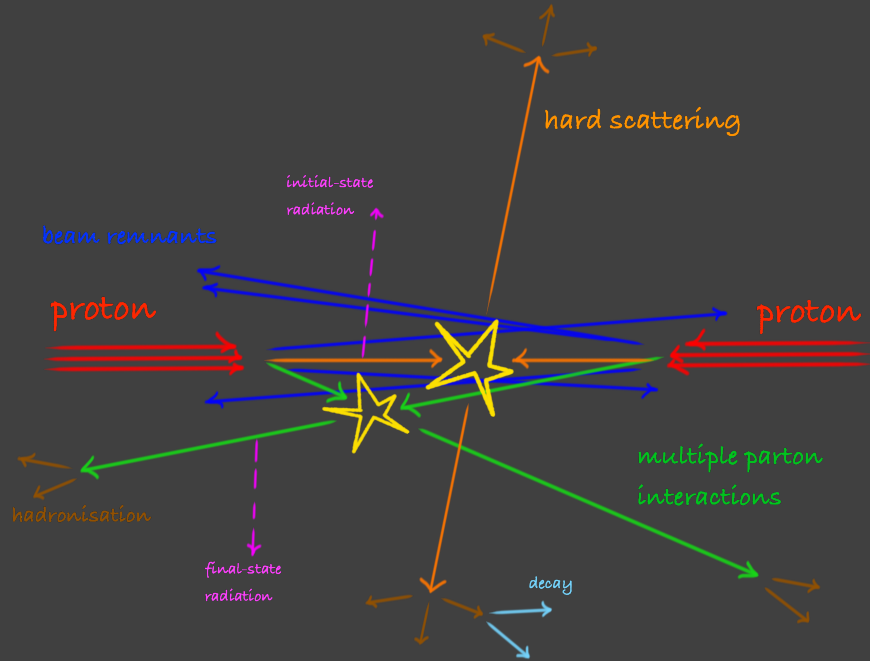 hard scattering
initial-state
radiation
beam remnants
proton
proton
multiple parton
interactions
hadronisation
final-state
radiation
decay